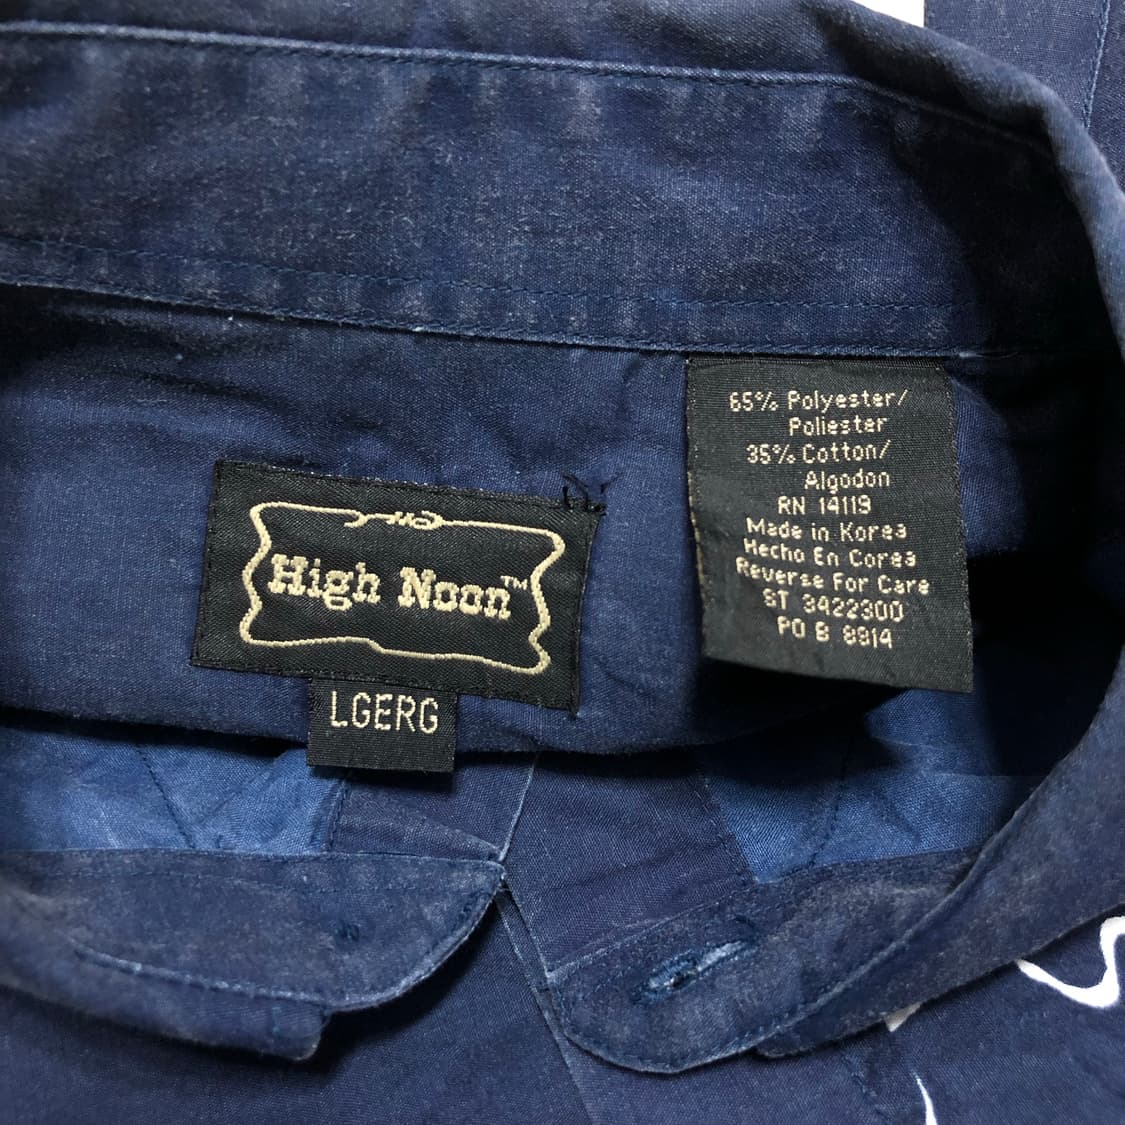 High Noon™
LGERG
65% Polyester/
Poliester
35% Cotton/
Algodon
RN 14119
Made in Korea
Hecho En Corea
Reverse For Care
ST 3422300
PO B 8814